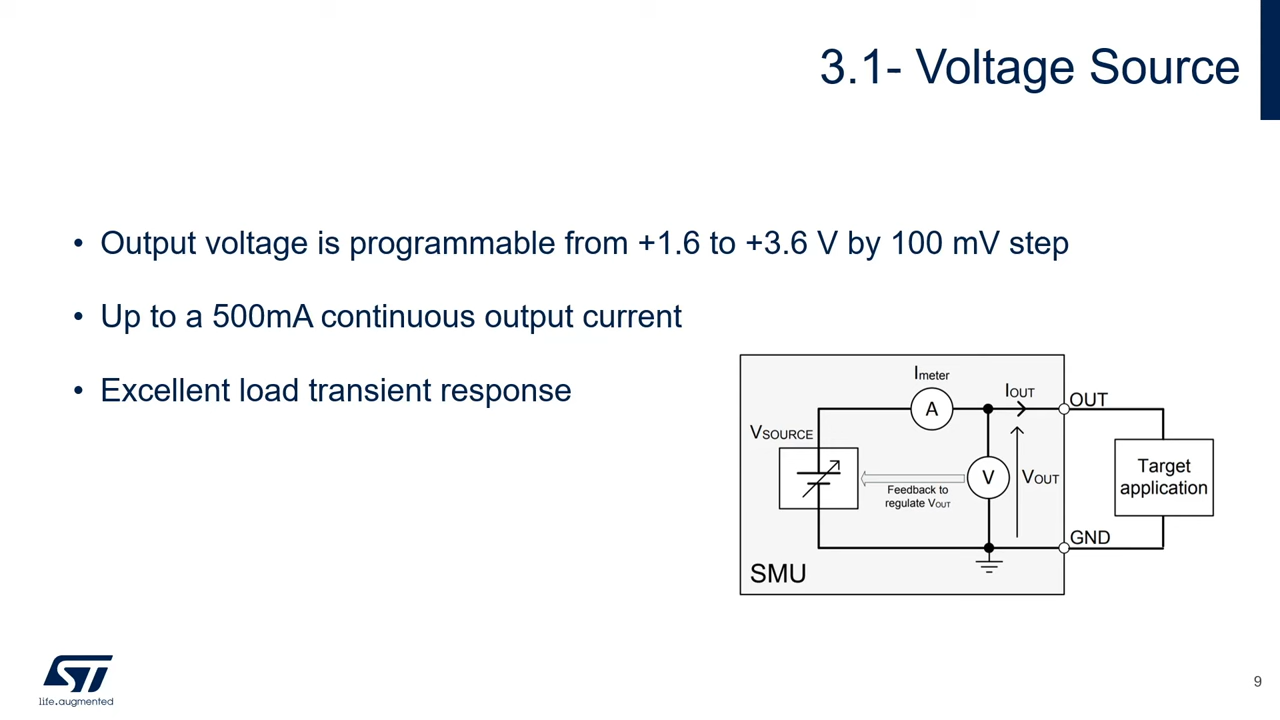 3.1- Voltage Source
• Output voltage is programmable from +1.6 to +3.6 V by 100 mV step
• Up to a 500mA continuous output current
• Excellent load transient response
Imeter
A
IOUT
OUT
VSOURCE
V
VOUT
Feedback to
regulate VOUT
Target
application
GND
SMU
ST
life.augmented
9